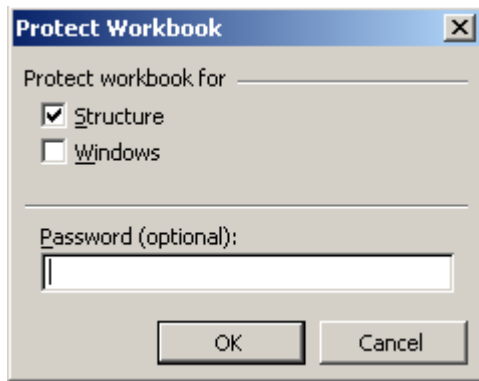 Protect Workbook
Protect workbook for
Structure
Windows
Password (optional):
OK Cancel